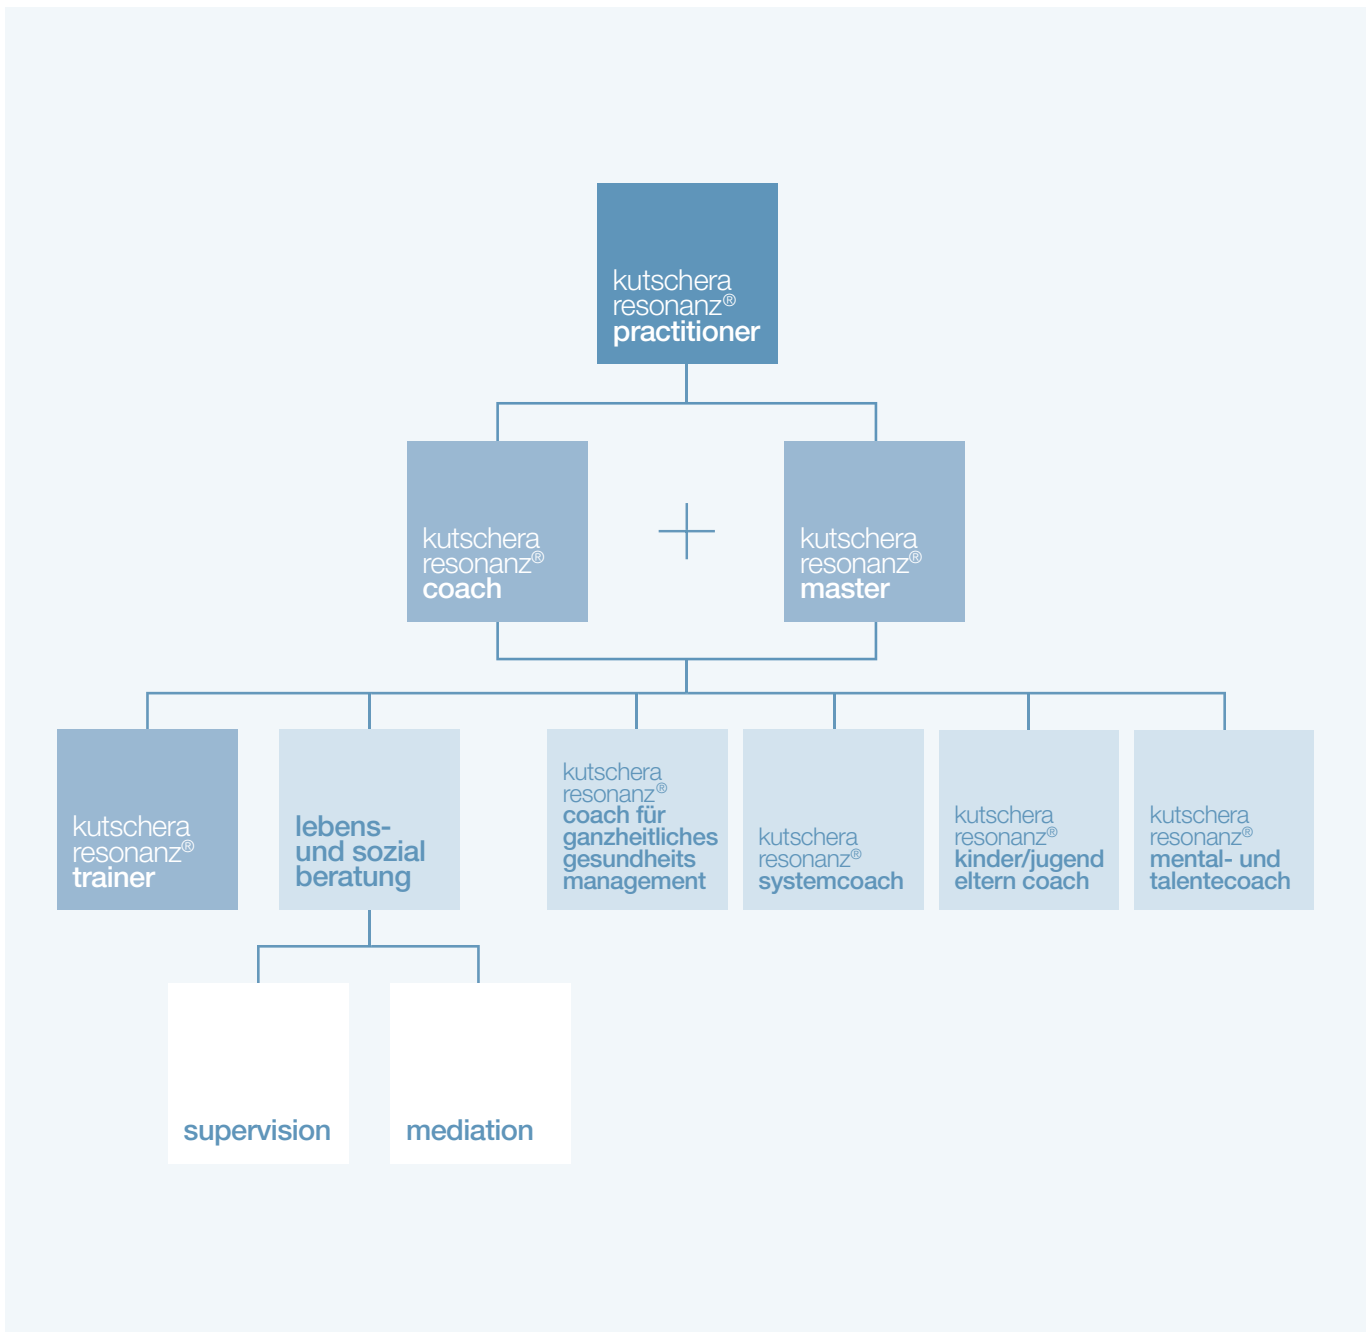 kutschera
resonanz®
practitioner
kutschera
resonanz®
coach
kutschera
resonanz®
master
kutschera
resonanz®
trainer
lebens-
und sozial
beratung
kutschera
resonanz®
coach für
ganzheitliches
gesundheits
management
kutschera
resonanz®
systemcoach
kutschera
resonanz®
kinder/jugend
eltern coach
kutschera
resonanz®
mental- und
talentecoach
supervision
mediation